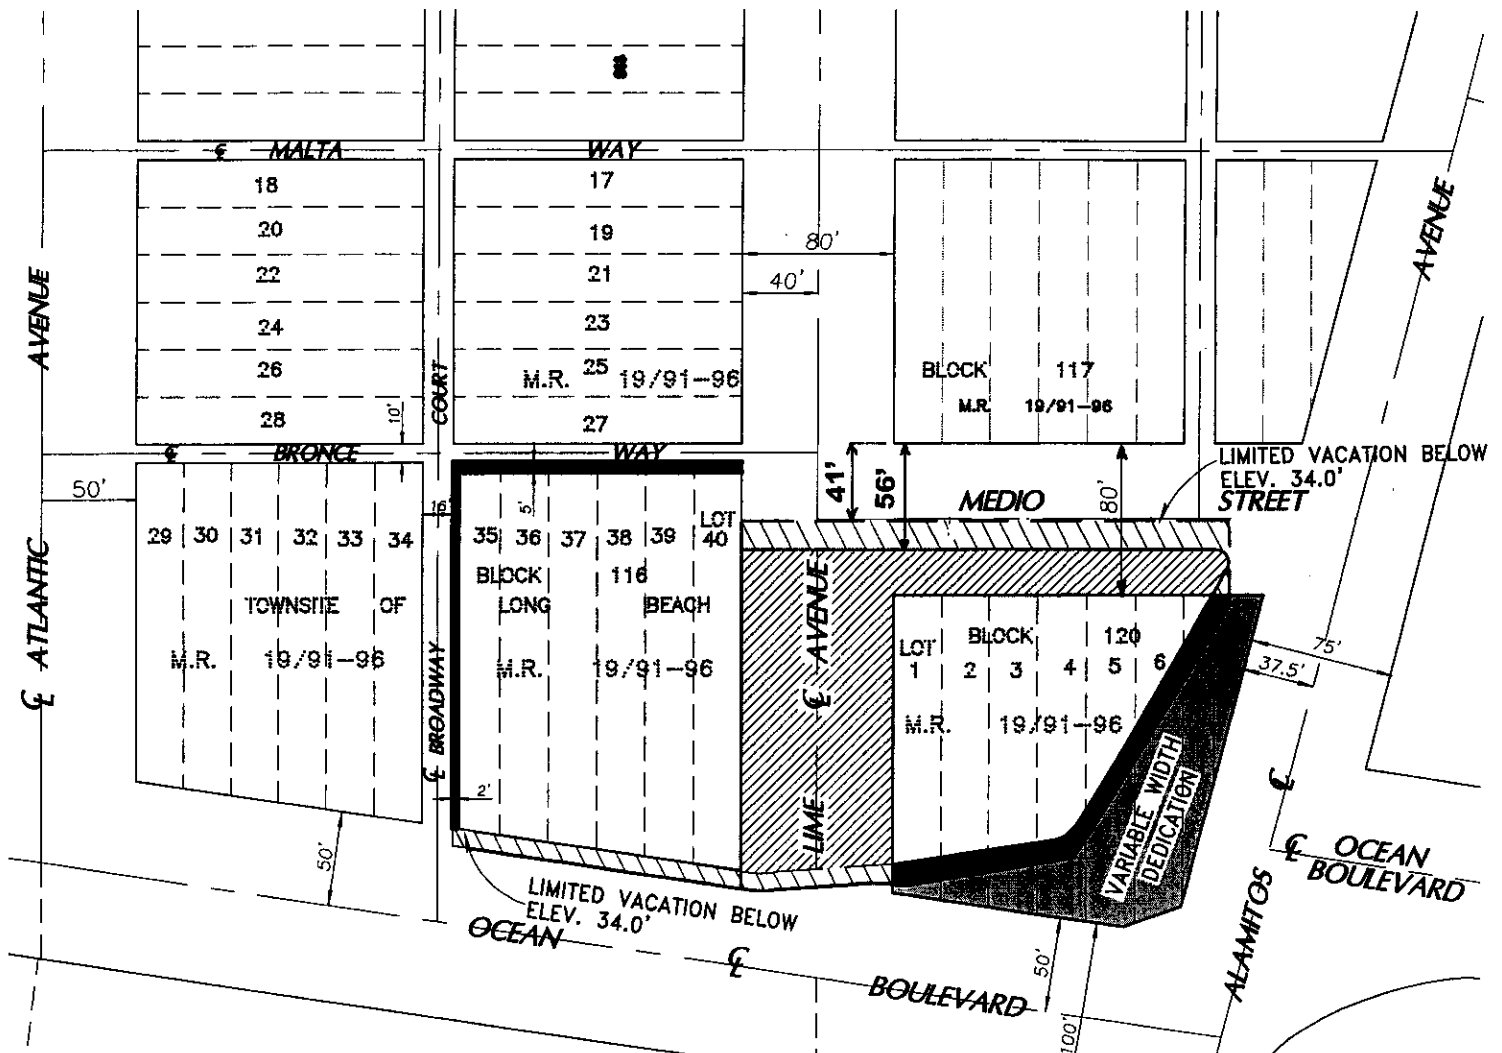 ℄ MALTA WAY
18
20
22
24
26
28
17
19
21
23
25
M.R. 19/91-96
27
80'
40'
AVENUE
℄ ATLANTIC
AVENUE
COURT
10'
BLOCK 117
M.R. 19/91-96
℄ BRONCE WAY
50'
16'
5'
41'
56'
80'
MEDIO STREET
LIMITED VACATION BELOW
ELEV. 34.0'
29 30 31 32 33 34
TOWNSITE OF
M.R. 19/91-96
LOT
35 36 37 38 39 40
BLOCK 116
LONG BEACH
M.R. 19/91-96
℄ BROADWAY
2'
LIME ℄ AVENUE
LOT
BLOCK 120
1 2 3 4 5 6
M.R. 19/91-96
75'
37.5'
VARIABLE WIDTH
DEDICATION
50'
LIMITED VACATION BELOW
ELEV. 34.0'
OCEAN ℄ BOULEVARD
50'
100'
ALAMITOS ℄
℄ OCEAN
BOULEVARD